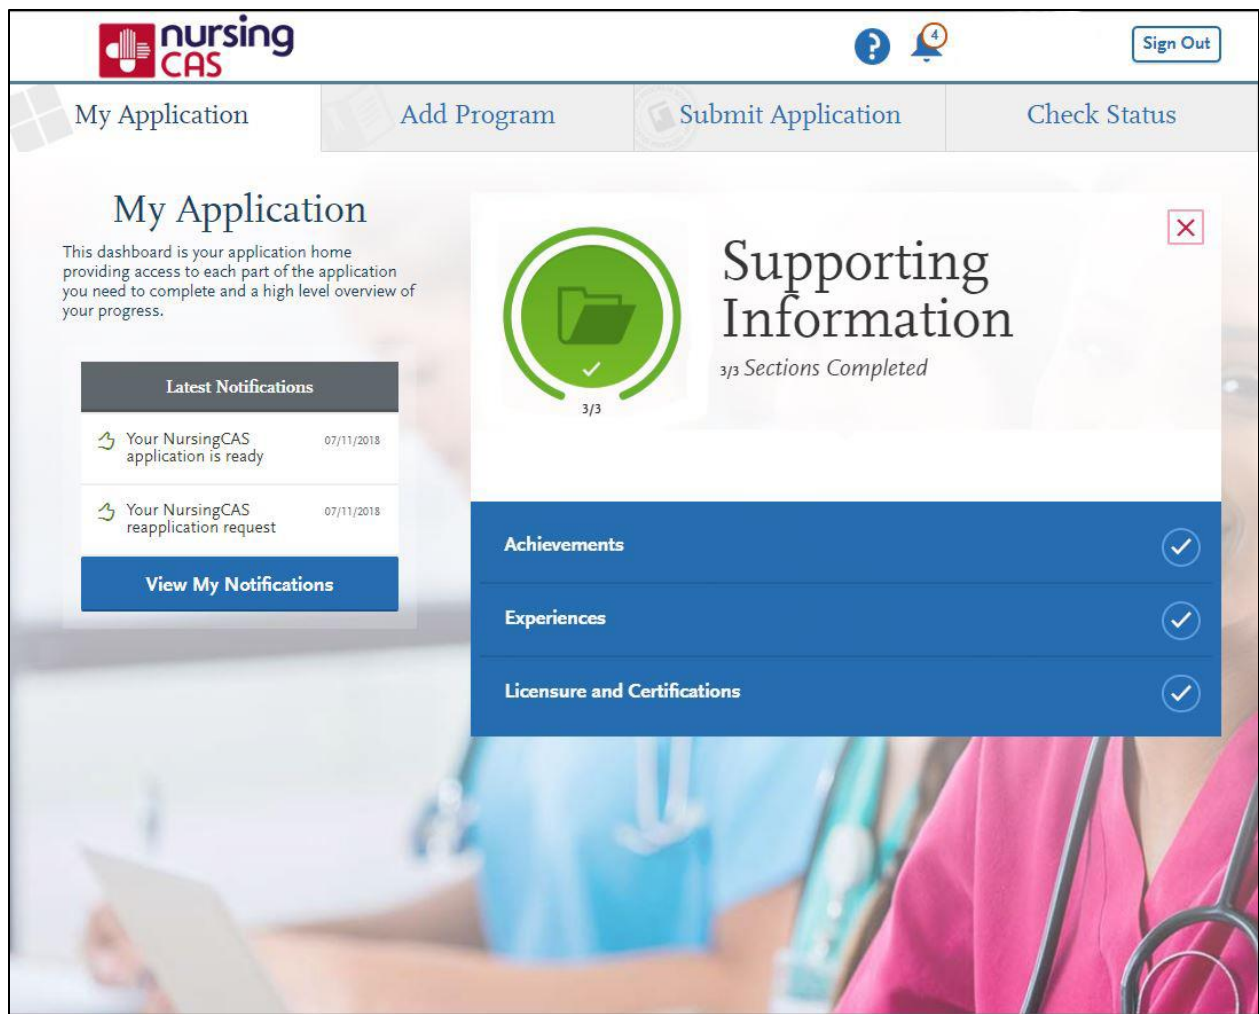 nursing
CAS
4
Sign Out
My Application
Add Program
Submit Application
Check Status
My Application
This dashboard is your application home
providing access to each part of the application
you need to complete and a high level overview of
your progress.
Latest Notifications
Your NursingCAS 07/11/2018
application is ready
Your NursingCAS 07/11/2018
reapplication request
View My Notifications
3/3
Supporting
Information
3/3 Sections Completed
Achievements
Experiences
Licensure and Certifications